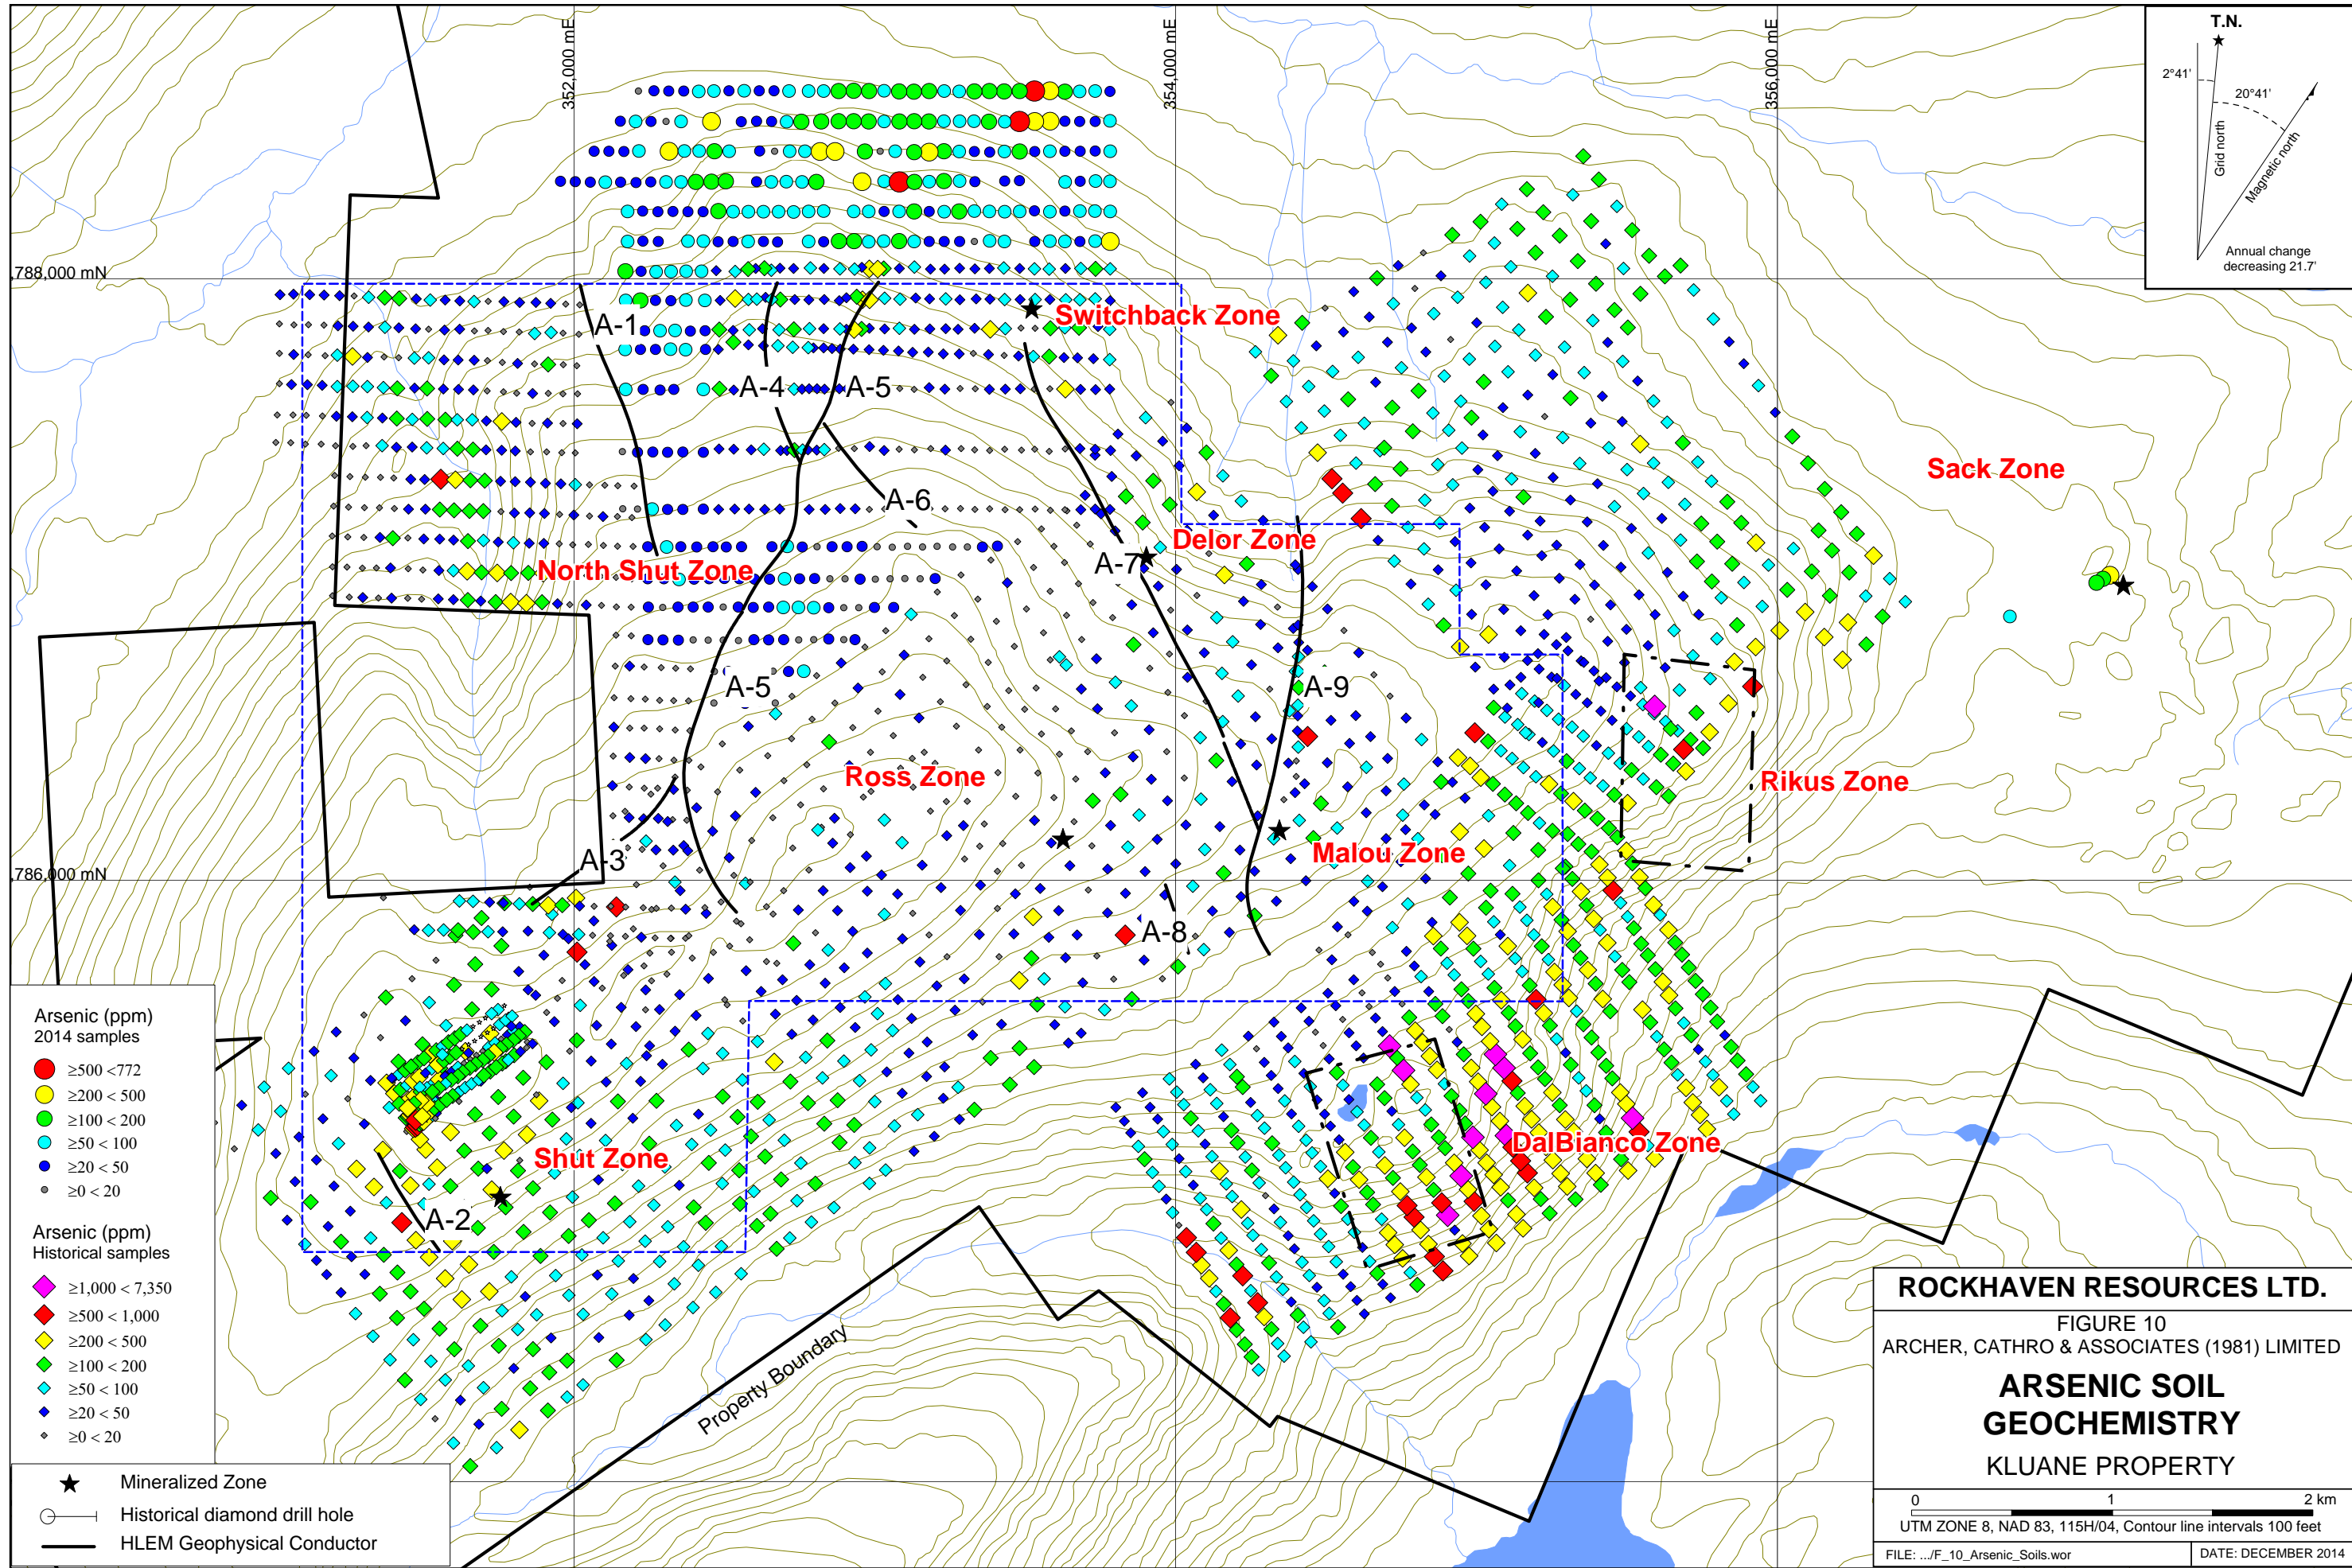 352,000 mE
354,000 mE
356,000 mE
T.N.
2°41'
20°41'
Grid north
Magnetic north
Annual change
decreasing 21.7'
,788,000 mN
A-1
Switchback Zone
A-4
A-5
Sack Zone
A-6
Delor Zone
A-7
North Shut Zone
A-5
A-9
Ross Zone
Rikus Zone
Malou Zone
A-3
,786,000 mN
A-8
Arsenic (ppm)
2014 samples
≥500 <772
≥200 < 500
≥100 < 200
≥50 < 100
≥20 < 50
≥0 < 20
DalBianco Zone
Shut Zone
A-2
Arsenic (ppm)
Historical samples
≥1,000 < 7,350
≥500 < 1,000
≥200 < 500
≥100 < 200
≥50 < 100
≥20 < 50
≥0 < 20
Property Boundary
Mineralized Zone
Historical diamond drill hole
HLEM Geophysical Conductor
ROCKHAVEN RESOURCES LTD.
FIGURE 10
ARCHER, CATHRO & ASSOCIATES (1981) LIMITED
ARSENIC SOIL
GEOCHEMISTRY
KLUANE PROPERTY
0 1 2 km
UTM ZONE 8, NAD 83, 115H/04, Contour line intervals 100 feet
FILE: .../F_10_Arsenic_Soils.wor
DATE: DECEMBER 2014